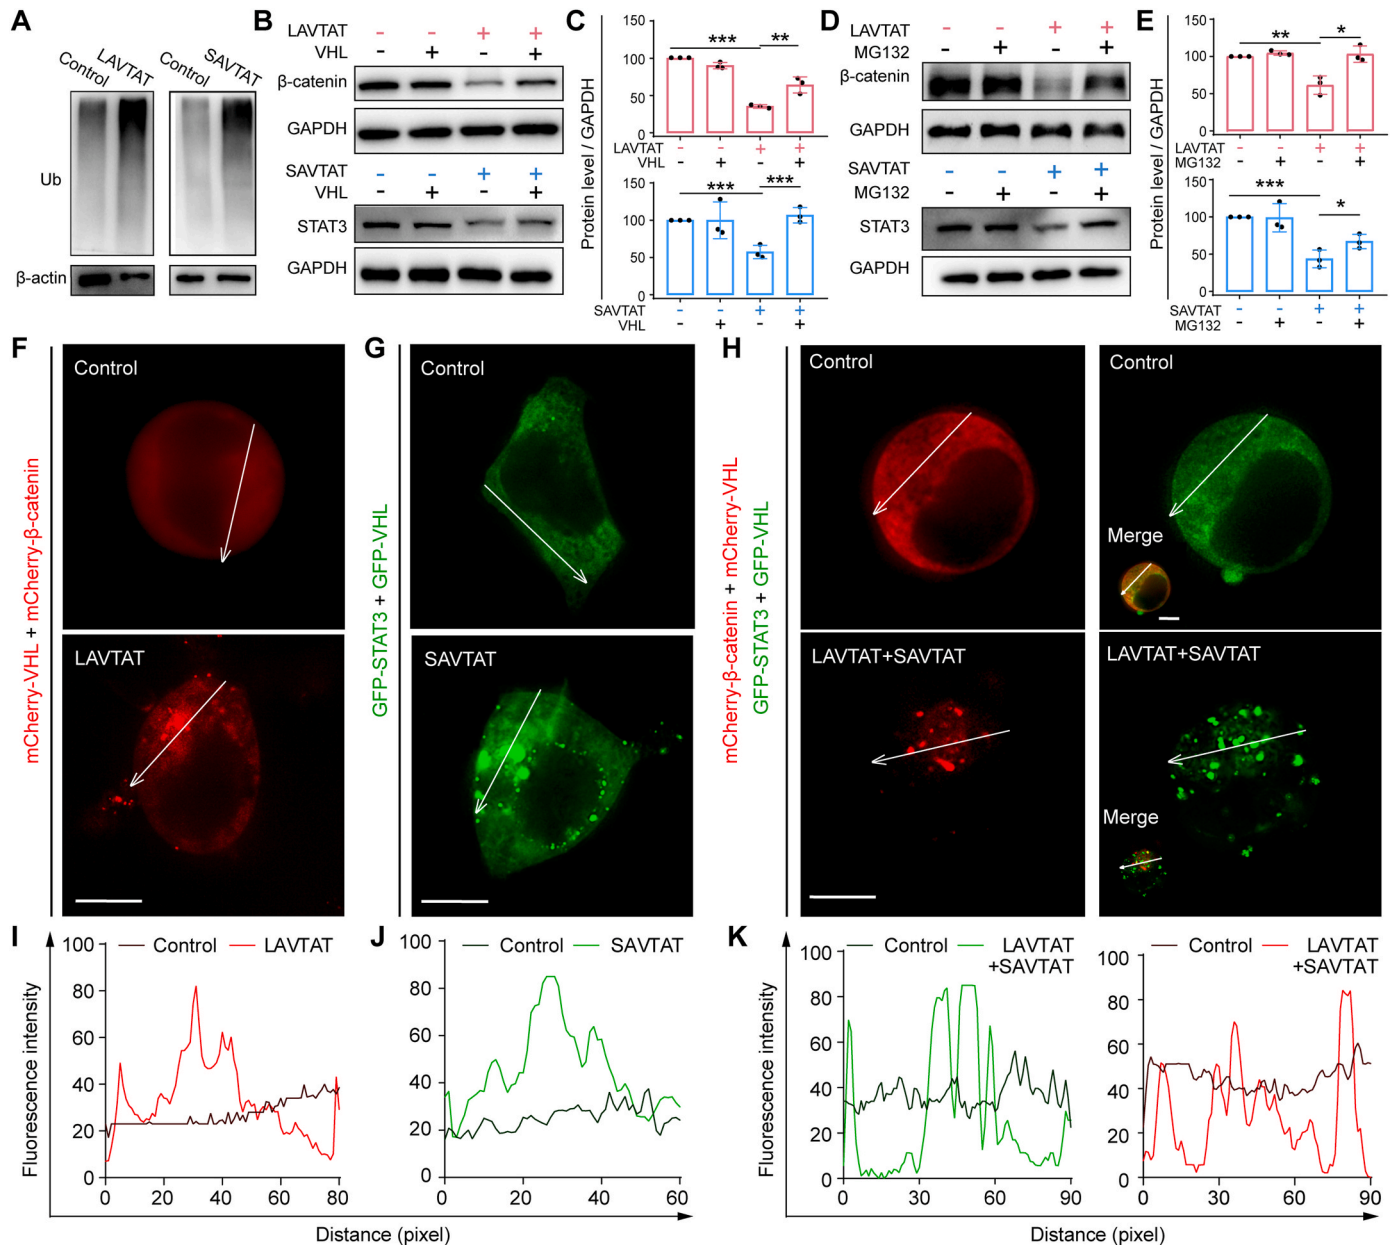 A
Control
LAVTAT
Control
SAVTAT
Ub
β-actin
B
LAVTAT - - + +
VHL - + - +
β-catenin
GAPDH
SAVTAT - - + +
VHL - + - +
STAT3
GAPDH
C
Protein level / GAPDH
150
100
50
0
*** **
LAVTAT - - + +
VHL - + - +
150
100
50
0
*** ***
SAVTAT - - + +
VHL - + - +
D
LAVTAT - - + +
MG132 - + - +
β-catenin
GAPDH
SAVTAT - - + +
MG132 - + - +
STAT3
GAPDH
E
Protein level / GAPDH
150
100
50
0
** *
LAVTAT - - + +
MG132 - + - +
150
100
50
0
*** *
SAVTAT - - + +
MG132 - + - +
F
mCherry-VHL + mCherry-β-catenin
Control
LAVTAT
G
GFP-STAT3 + GFP-VHL
Control
SAVTAT
H
mCherry-β-catenin + mCherry-VHL
GFP-STAT3 + GFP-VHL
Control
Control
Merge
LAVTAT+SAVTAT
LAVTAT+SAVTAT
Merge
I
Fluorescence intensity
Control LAVTAT
100
80
60
40
20
0
0 20 40 60 80
J
Control SAVTAT
100
80
60
40
20
0
0 20 40 60
Distance (pixel)
K
Fluorescence intensity
Control LAVTAT
+SAVTAT
100
80
60
40
20
0
0 30 60 90
Control LAVTAT
+SAVTAT
100
80
60
40
20
0
0 30 60 90
Distance (pixel)